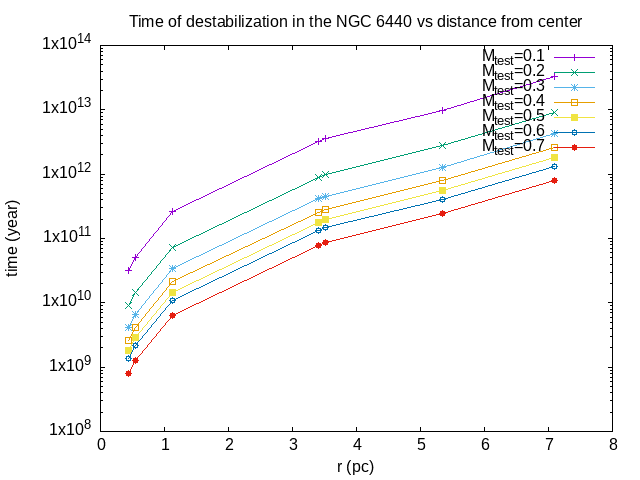 Time of destabilization in the NGC 6440 vs distance from center
1x10^14
1x10^13
1x10^12
1x10^11
1x10^10
1x10^9
1x10^8
time (year)
M_test=0.1
M_test=0.2
M_test=0.3
M_test=0.4
M_test=0.5
M_test=0.6
M_test=0.7
0 1 2 3 4 5 6 7 8
r (pc)